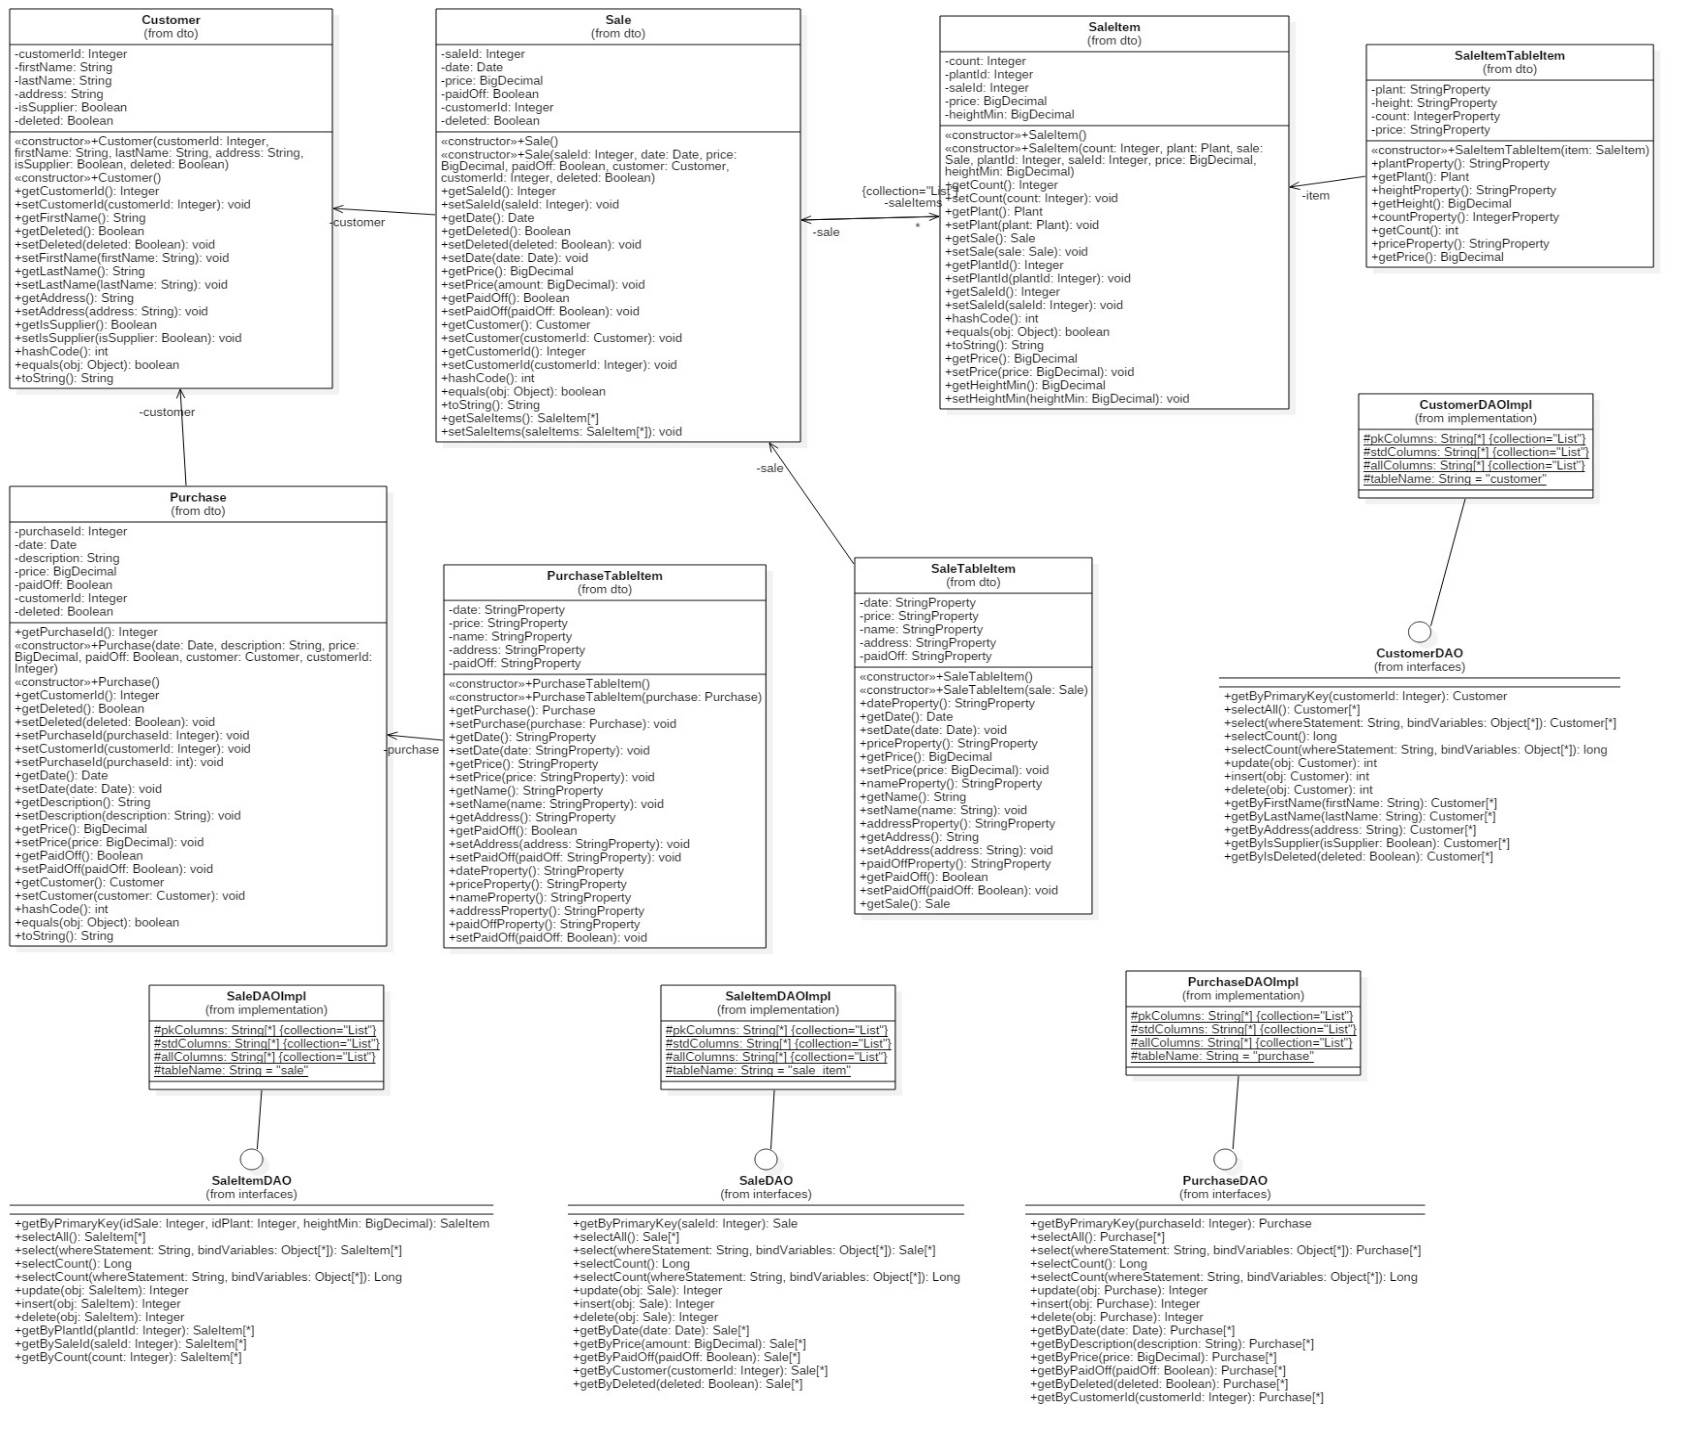 Customer
(from dto)
-customerId: Integer
-firstName: String
-lastName: String
-address: String
-isSupplier: Boolean
-deleted: Boolean
«constructor»+Customer(customerId: Integer,
firstName: String, lastName: String, address: String,
isSupplier: Boolean, deleted: Boolean)
«constructor»+Customer()
+getCustomerId(): Integer
+setCustomerId(customerId: Integer): void
+getFirstName(): String
+getDeleted(): Boolean
+setDeleted(deleted: Boolean): void
+setFirstName(firstName: String): void
+getLastName(): String
+setLastName(lastName: String): void
+getAddress(): String
+setAddress(address: String): void
+getIsSupplier(): Boolean
+setIsSupplier(isSupplier: Boolean): void
+hashCode(): int
+equals(obj: Object): boolean
+toString(): String
-customer
Sale
(from dto)
-saleId: Integer
-date: Date
-price: BigDecimal
-paidOff: Boolean
-customerId: Integer
-deleted: Boolean
«constructor»+Sale()
«constructor»+Sale(saleId: Integer, date: Date, price:
BigDecimal, paidOff: Boolean, customer: Customer,
customerId: Integer, deleted: Boolean)
+getSaleId(): Integer
+setSaleId(saleId: Integer): void
+getDate(): Date
+getDeleted(): Boolean
+setDeleted(deleted: Boolean): void
+setDate(date: Date): void
+getPrice(): BigDecimal
+setPrice(amount: BigDecimal): void
+getPaidOff(): Boolean
+setPaidOff(paidOff: Boolean): void
+getCustomer(): Customer
+setCustomer(customerId: Customer): void
+getCustomerId(): Integer
+setCustomerId(customerId: Integer): void
+hashCode(): int
+equals(obj: Object): boolean
+toString(): String
+getSaleItems(): SaleItem[*]
+setSaleItems(saleItems: SaleItem[*]): void
{collection="List"}
-saleItems
-sale
*
SaleItem
(from dto)
-count: Integer
-plantId: Integer
-saleId: Integer
-price: BigDecimal
-heightMin: BigDecimal
«constructor»+SaleItem()
«constructor»+SaleItem(count: Integer, plant: Plant, sale:
Sale, plantId: Integer, saleId: Integer, price: BigDecimal,
heightMin: BigDecimal)
+getCount(): Integer
+setCount(count: Integer): void
+getPlant(): Plant
+setPlant(plant: Plant): void
+getSale(): Sale
+setSale(sale: Sale): void
+getPlantId(): Integer
+setPlantId(plantId: Integer): void
+getSaleId(): Integer
+setSaleId(saleId: Integer): void
+hashCode(): int
+equals(obj: Object): boolean
+toString(): String
+getPrice(): BigDecimal
+setPrice(price: BigDecimal): void
+getHeightMin(): BigDecimal
+setHeightMin(heightMin: BigDecimal): void
-item
SaleItemTableItem
(from dto)
-plant: StringProperty
-height: StringProperty
-count: IntegerProperty
-price: StringProperty
«constructor»+SaleItemTableItem(item: SaleItem)
+plantProperty(): StringProperty
+getPlant(): Plant
+heightProperty(): StringProperty
+getHeight(): BigDecimal
+countProperty(): IntegerProperty
+getCount(): int
+priceProperty(): StringProperty
+getPrice(): BigDecimal
-customer
-sale
Purchase
(from dto)
-purchaseId: Integer
-date: Date
-description: String
-price: BigDecimal
-paidOff: Boolean
-customerId: Integer
-deleted: Boolean
+getPurchaseId(): Integer
«constructor»+Purchase(date: Date, description: String, price:
BigDecimal, paidOff: Boolean, customer: Customer, customerId:
Integer)
«constructor»+Purchase()
+getCustomerId(): Integer
+getDeleted(): Boolean
+setDeleted(deleted: Boolean): void
+setPurchaseId(purchaseId: Integer): void
+setCustomerId(customerId: Integer): void
+setPurchaseId(purchaseId: int): void
+getDate(): Date
+setDate(date: Date): void
+getDescription(): String
+setDescription(description: String): void
+getPrice(): BigDecimal
+setPrice(price: BigDecimal): void
+getPaidOff(): Boolean
+setPaidOff(paidOff: Boolean): void
+getCustomer(): Customer
+setCustomer(customer: Customer): void
+hashCode(): int
+equals(obj: Object): boolean
+toString(): String
-purchase
PurchaseTableItem
(from dto)
-date: StringProperty
-price: StringProperty
-name: StringProperty
-address: StringProperty
-paidOff: StringProperty
«constructor»+PurchaseTableItem()
«constructor»+PurchaseTableItem(purchase: Purchase)
+getPurchase(): Purchase
+setPurchase(purchase: Purchase): void
+getDate(): StringProperty
+setDate(date: StringProperty): void
+getPrice(): StringProperty
+setPrice(price: StringProperty): void
+getName(): StringProperty
+setName(name: StringProperty): void
+getAddress(): StringProperty
+getPaidOff(): Boolean
+setAddress(address: StringProperty): void
+setPaidOff(paidOff: StringProperty): void
+dateProperty(): StringProperty
+priceProperty(): StringProperty
+nameProperty(): StringProperty
+addressProperty(): StringProperty
+paidOffProperty(): StringProperty
+setPaidOff(paidOff: Boolean): void
SaleTableItem
(from dto)
-date: StringProperty
-price: StringProperty
-name: StringProperty
-address: StringProperty
-paidOff: StringProperty
«constructor»+SaleTableItem()
«constructor»+SaleTableItem(sale: Sale)
+dateProperty(): StringProperty
+getDate(): Date
+setDate(date: Date): void
+priceProperty(): StringProperty
+getPrice(): BigDecimal
+setPrice(price: BigDecimal): void
+nameProperty(): StringProperty
+getName(): String
+setName(name: String): void
+addressProperty(): StringProperty
+getAddress(): String
+setAddress(address: String): void
+paidOffProperty(): StringProperty
+getPaidOff(): Boolean
+setPaidOff(paidOff: Boolean): void
+getSale(): Sale
CustomerDAOImpl
(from implementation)
#pkColumns: String[*] {collection="List"}
#stdColumns: String[*] {collection="List"}
#allColumns: String[*] {collection="List"}
#tableName: String = "customer"
CustomerDAO
(from interfaces)
+getByPrimaryKey(customerId: Integer): Customer
+selectAll(): Customer[*]
+select(whereStatement: String, bindVariables: Object[*]): Customer[*]
+selectCount(): long
+selectCount(whereStatement: String, bindVariables: Object[*]): long
+update(obj: Customer): int
+insert(obj: Customer): int
+delete(obj: Customer): int
+getByFirstName(firstName: String): Customer[*]
+getByLastName(lastName: String): Customer[*]
+getByAddress(address: String): Customer[*]
+getByIsSupplier(isSupplier: Boolean): Customer[*]
+getByIsDeleted(deleted: Boolean): Customer[*]
SaleDAOImpl
(from implementation)
#pkColumns: String[*] {collection="List"}
#stdColumns: String[*] {collection="List"}
#allColumns: String[*] {collection="List"}
#tableName: String = "sale"
SaleItemDAO
(from interfaces)
+getByPrimaryKey(idSale: Integer, idPlant: Integer, heightMin: BigDecimal): SaleItem
+selectAll(): SaleItem[*]
+select(whereStatement: String, bindVariables: Object[*]): SaleItem[*]
+selectCount(): Long
+selectCount(whereStatement: String, bindVariables: Object[*]): Long
+update(obj: SaleItem): Integer
+insert(obj: SaleItem): Integer
+delete(obj: SaleItem): Integer
+getByPlantId(plantId: Integer): SaleItem[*]
+getBySaleId(saleId: Integer): SaleItem[*]
+getByCount(count: Integer): SaleItem[*]
SaleItemDAOImpl
(from implementation)
#pkColumns: String[*] {collection="List"}
#stdColumns: String[*] {collection="List"}
#allColumns: String[*] {collection="List"}
#tableName: String = "sale_item"
SaleDAO
(from interfaces)
+getByPrimaryKey(saleId: Integer): Sale
+selectAll(): Sale[*]
+select(whereStatement: String, bindVariables: Object[*]): Sale[*]
+selectCount(): Long
+selectCount(whereStatement: String, bindVariables: Object[*]): Long
+update(obj: Sale): Integer
+insert(obj: Sale): Integer
+delete(obj: Sale): Integer
+getByDate(date: Date): Sale[*]
+getByPrice(amount: BigDecimal): Sale[*]
+getByPaidOff(paidOff: Boolean): Sale[*]
+getByCustomer(customerId: Integer): Sale[*]
+getByDeleted(deleted: Boolean): Sale[*]
PurchaseDAOImpl
(from implementation)
#pkColumns: String[*] {collection="List"}
#stdColumns: String[*] {collection="List"}
#allColumns: String[*] {collection="List"}
#tableName: String = "purchase"
PurchaseDAO
(from interfaces)
+getByPrimaryKey(purchaseId: Integer): Purchase
+selectAll(): Purchase[*]
+select(whereStatement: String, bindVariables: Object[*]): Purchase[*]
+selectCount(): Long
+selectCount(whereStatement: String, bindVariables: Object[*]): Long
+update(obj: Purchase): Integer
+insert(obj: Purchase): Integer
+delete(obj: Purchase): Integer
+getByDate(date: Date): Purchase[*]
+getByDescription(description: String): Purchase[*]
+getByPrice(price: BigDecimal): Purchase[*]
+getByPaidOff(paidOff: Boolean): Purchase[*]
+getByDeleted(deleted: Boolean): Purchase[*]
+getByCustomerId(customerId: Integer): Purchase[*]